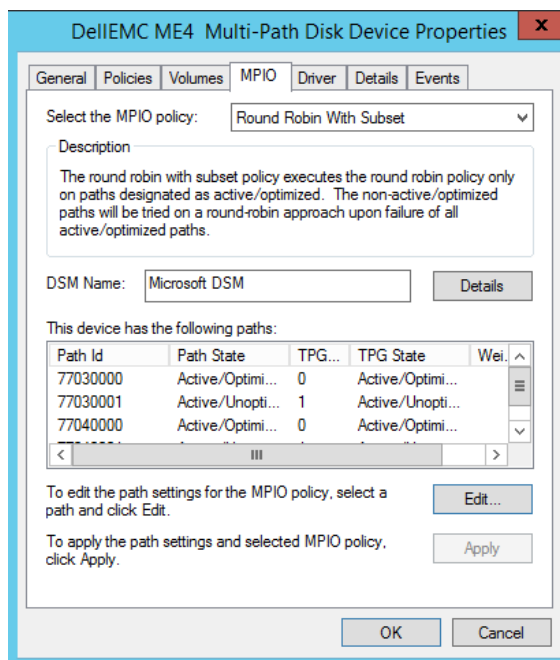 DellEMC ME4 Multi-Path Disk Device Properties x
General Policies Volumes MPIO Driver Details Events
Select the MPIO policy: Round Robin With Subset
Description
The round robin with subset policy executes the round robin policy only
on paths designated as active/optimized. The non-active/optimized
paths will be tried on a round-robin approach upon failure of all
active/optimized paths.
DSM Name: Microsoft DSM Details
This device has the following paths:
Path Id Path State TPG... TPG State Wei.
77030000 Active/Optimi... 0 Active/Optimi...
77030001 Active/Unopti... 1 Active/Unopti...
77040000 Active/Optimi... 0 Active/Optimi...
To edit the path settings for the MPIO policy, select a
path and click Edit.
Edit...
To apply the path settings and selected MPIO policy,
click Apply.
Apply
OK Cancel